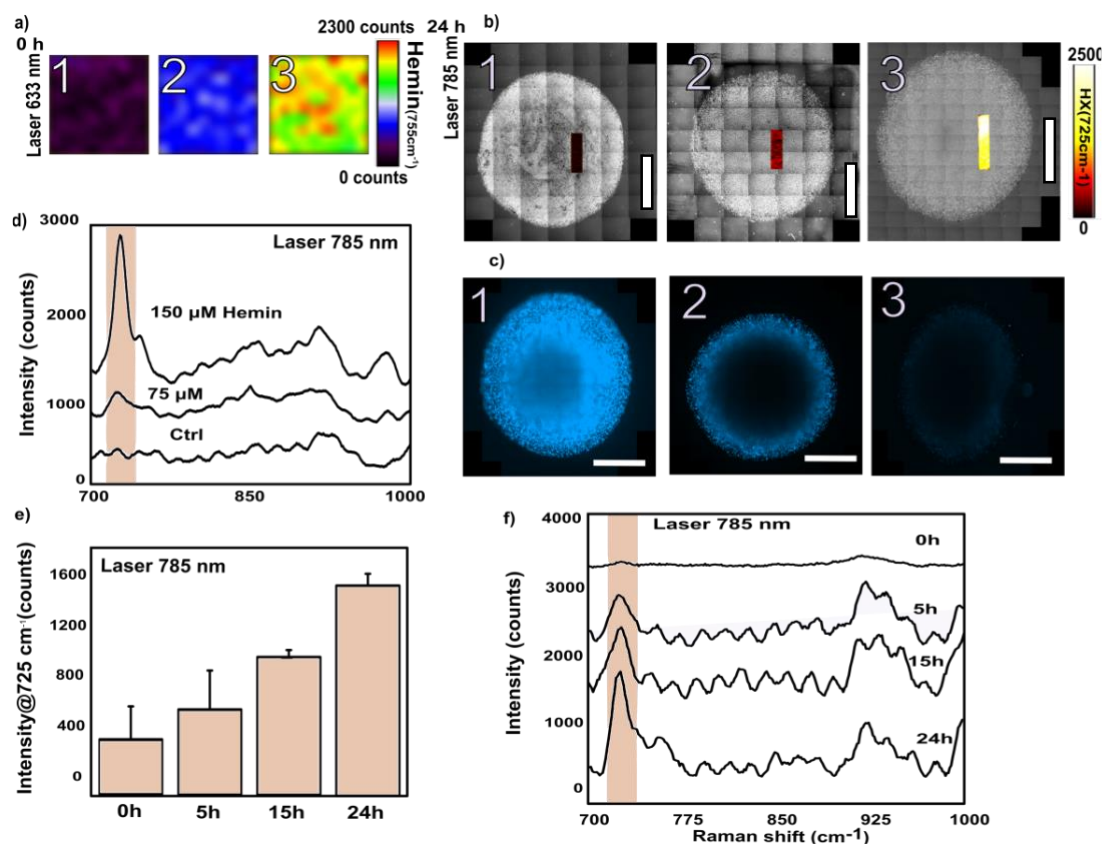 a)
0 h
Laser 633 nm
1
2
3
2300 counts
0 counts
Hemin(755cm⁻¹)
24 h
b)
Laser 785 nm
1
2
3
2500
HX(725cm-1)
0
c)
1
2
3
d)
Laser 785 nm
150 µM Hemin
75 µM
Ctrl
Intensity (counts)
3000
2000
1000
0
700
850
1000
e)
Laser 785 nm
Intensity@725 cm⁻¹(counts)
1600
1200
800
400
0
0h
5h
15h
24h
f)
Laser 785 nm
Intensity (counts)
4000
3000
2000
1000
0
0h
5h
15h
24h
700
775
850
925
1000
Raman shift (cm⁻¹)